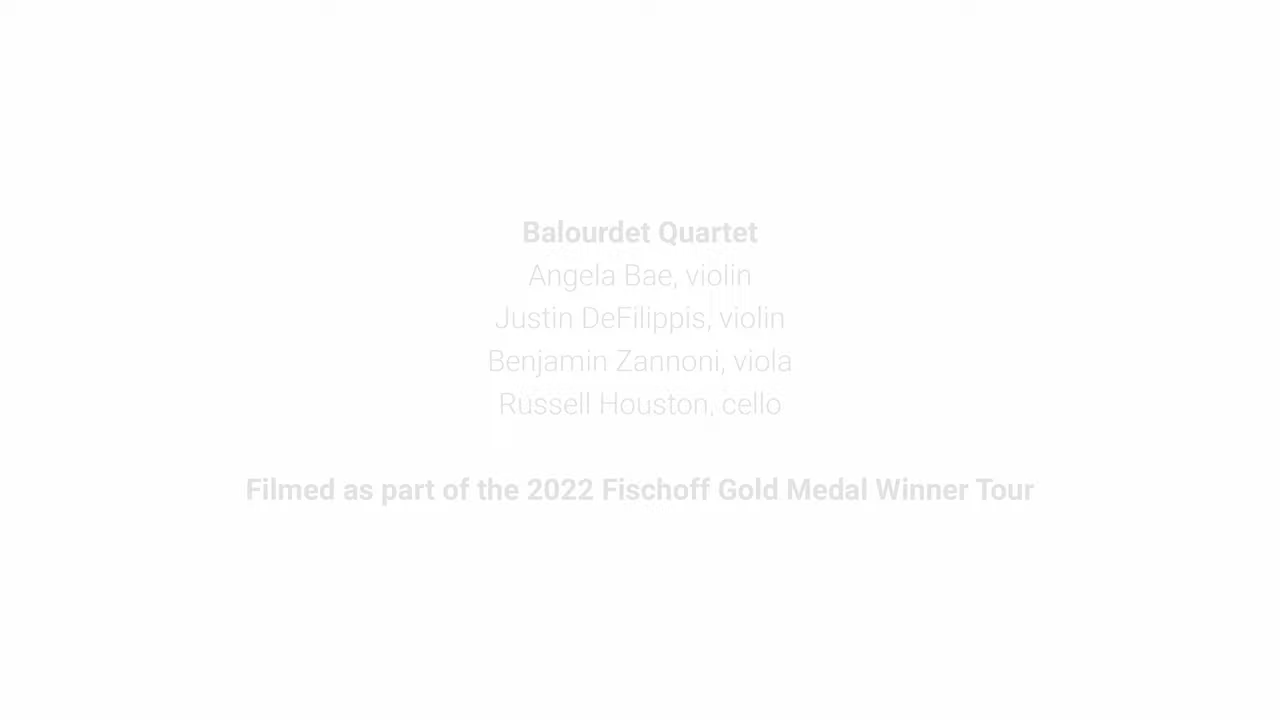 Balourdet Quartet
Angela Bae, violin
Justin DeFilippis, violin
Benjamin Zannoni, viola
Russell Houston, cello
Filmed as part of the 2022 Fischoff Gold Medal Winner Tour